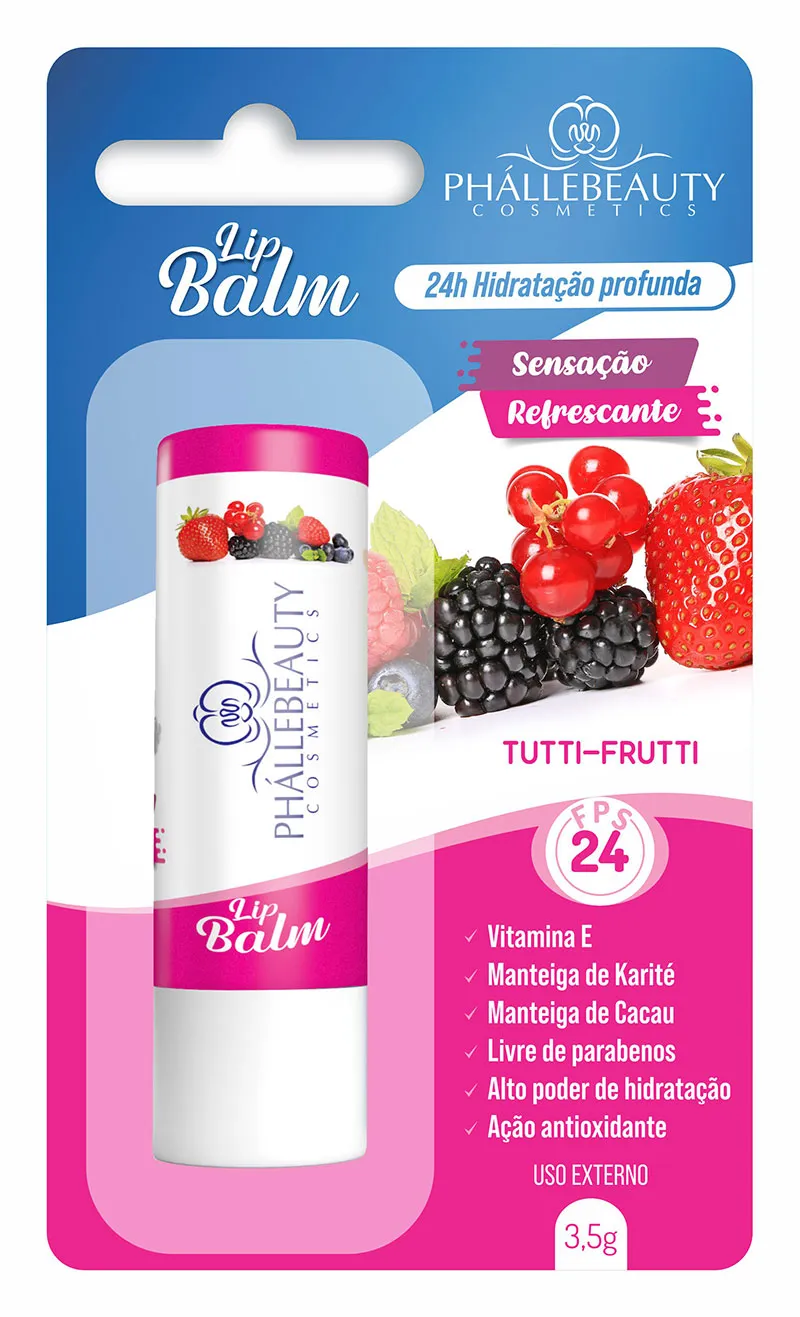 PHÁLLEBEAUTY
COSMETICS
Lip
Balm
24h Hidratação profunda
Sensação
Refrescante
PHÁLLEBEAUTY
COSMETICS
TUTTI-FRUTTI
FPS
24
Lip
Balm
Vitamina E
Manteiga de Karité
Manteiga de Cacau
Livre de parabenos
Alto poder de hidratação
Ação antioxidante
USO EXTERNO
3,5g